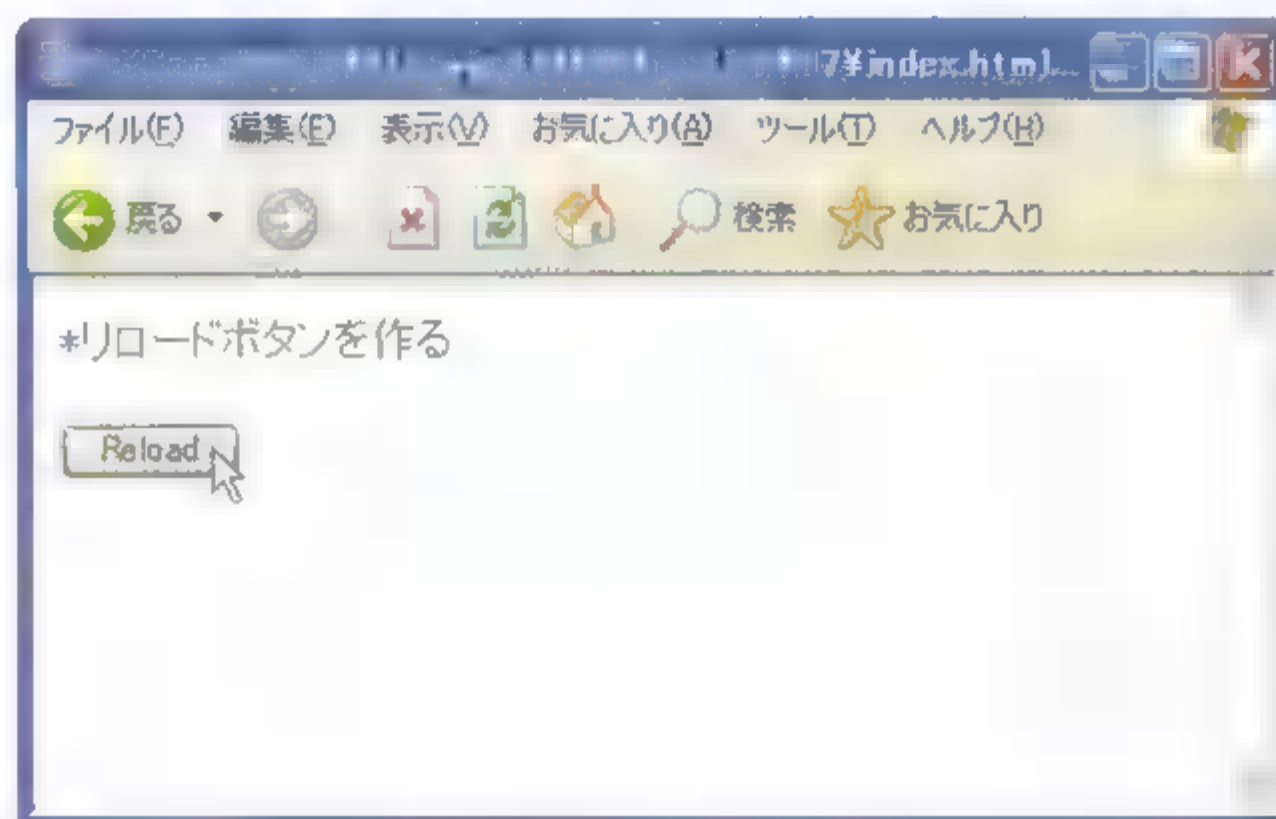 7¥index.html...
ファイル(F) 編集(E) 表示(V) お気に入り(A) ツール(T) ヘルプ(H)
戻る 検索 お気に入り
*リロードボタンを作る
Reload